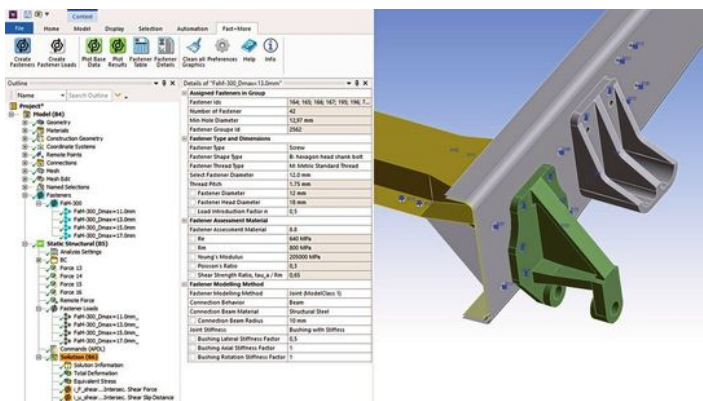 Context
File Home Model Display Selection Automation Fast+More
Create Fasteners
Create Fastener Loads
Plot Base Data
Plot Results
Fastener Table
Fastener Details
Clean all Graphics
Preferences
Help
Info
Outline
Name Search Outline
Project*
Model (B4)
Geometry
Materials
Construction Geometry
Coordinate Systems
Remote Points
Connections
Mesh
Mesh Edit
Named Selections
Fasteners
FaM-300
FaM-300_Dmax=11.0mm
FaM-300_Dmax=13.0mm
FaM-300_Dmax=15.0mm
FaM-300_Dmax=17.0mm
Static Structural (B5)
Analysis Settings
BC
Force 13
Force 14
Force 15
Force 16
Remote Force
Fastener Loads
FaM-300_Dmax=11.0mm_
FaM-300_Dmax=13.0mm_
FaM-300_Dmax=15.0mm_
FaM-300_Dmax=17.0mm_
Commands (APDL)
Solution (B6)
Solution Information
Total Deformation
Equivalent Stress
i_F_shear...Intersec. Shear Force
i_u_shear...Intersec. Shear Slip Distance
Details of "FaM-300_Dmax=13.0mm"
Assigned Fasteners in Group
Fastener Ids 164; 165; 166; 167; 195; 196; 7...
Number of Fastener 42
Min Hole Diameter 12,97 mm
Fastener Groupe Id 2562
Fastener Type and Dimensions
Fastener Type Screw
Fastener Shape Type B: hexagon head shank bolt
Fastener Thread Type M: Metric Standard Thread
Select Fastener Diameter 12.0 mm
Thread Pitch 1.75 mm
Fastener Diameter 12 mm
Fastener Head Diameter 18 mm
Load Introduction Factor n 0,5
Fastener Assessment Material
Fastener Assessment Material 8.8
Re 640 MPa
Rm 800 MPa
Young's Modulus 205000 MPa
Poisson's Ratio 0,3
Shear Strength Ratio, tau_a / Rm 0,65
Fastener Modelling Method
Fastener Modelling Method Joint (ModelClass 1)
Connection Behavior Beam
Connection Beam Material Structural Steel
Connection Beam Radius 10 mm
Joint Stiffness Bushing with Stiffness
Bushing Lateral Stiffness Factor 0,5
Bushing Axial Stiffness Factor 1
Bushing Rotation Stiffness Factor 1